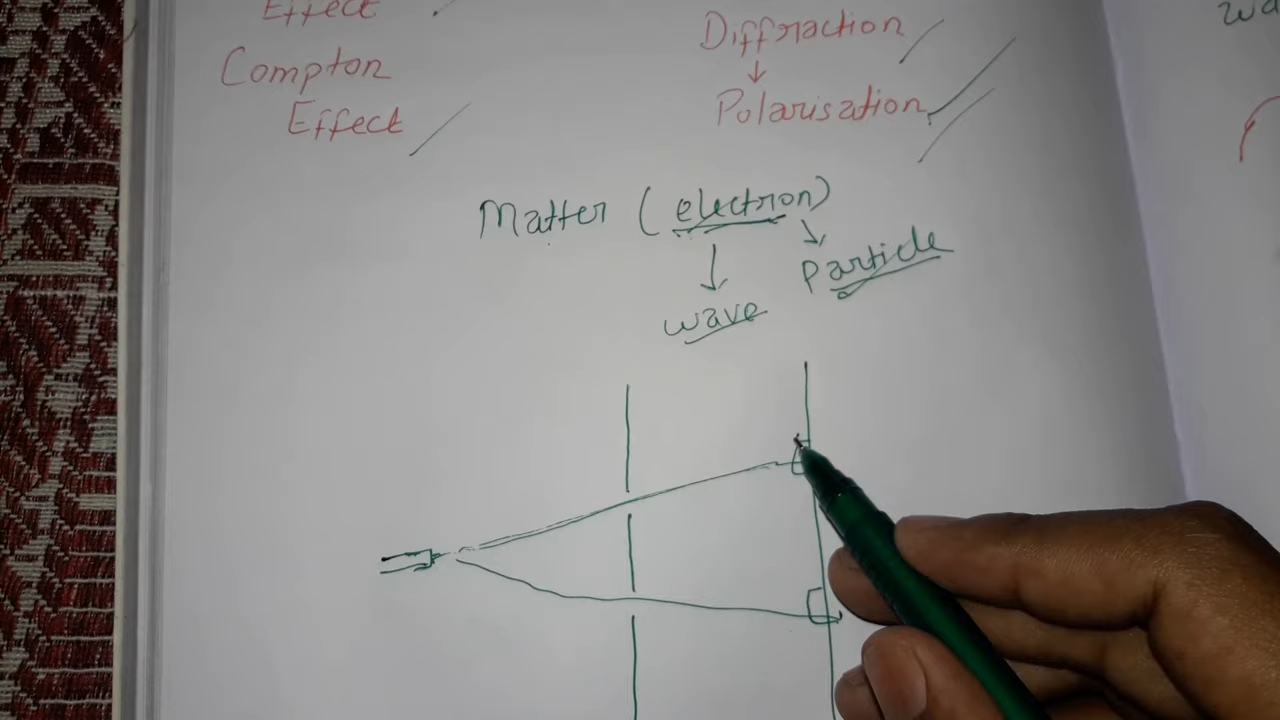 Effect
Compton
Effect
Diffraction
Polarisation
Matter (electron)
particle
wave